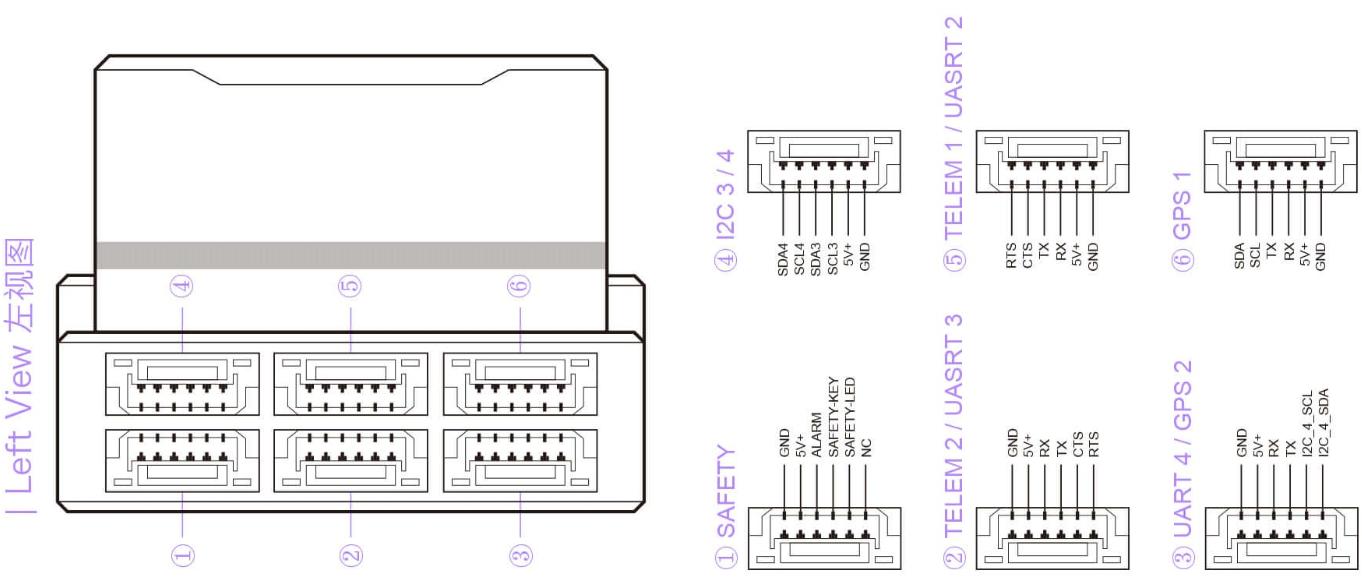 | Left View 左视图
④
⑤
⑥
①
②
③
④ I2C 3 / 4
SDA4
SCL4
SDA3
SCL3
5V+
GND
⑤ TELEM 1 / UASRT 2
RTS
CTS
TX
RX
5V+
GND
⑥ GPS 1
SDA
SCL
TX
RX
5V+
GND
① SAFETY
GND
5V+
ALARM
SAFETY-KEY
SAFETY-LED
NC
② TELEM 2 / UASRT 3
GND
5V+
RX
TX
CTS
RTS
③ UART 4 / GPS 2
GND
5V+
RX
TX
I2C_4_SCL
I2C_4_SDA